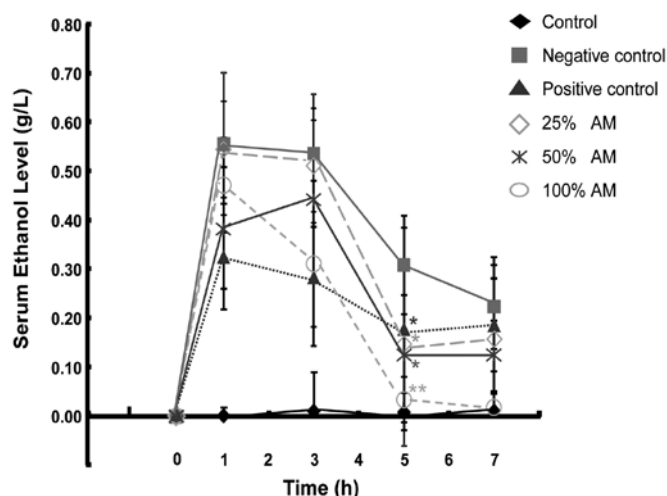 0.80
0.70
0.60
0.50
0.40
0.30
0.20
0.10
0.00
Serum Ethanol Level (g/L)
0 1 2 3 4 5 6 7
Time (h)
Control
Negative control
Positive control
25% AM
50% AM
100% AM
*
*
*
**